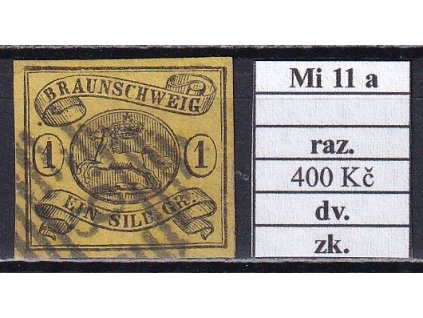 BRAUNSCHWEIG
1 1
EIN SILB.GR.
Mi 11 a
raz.
400 Kč
dv.
zk.